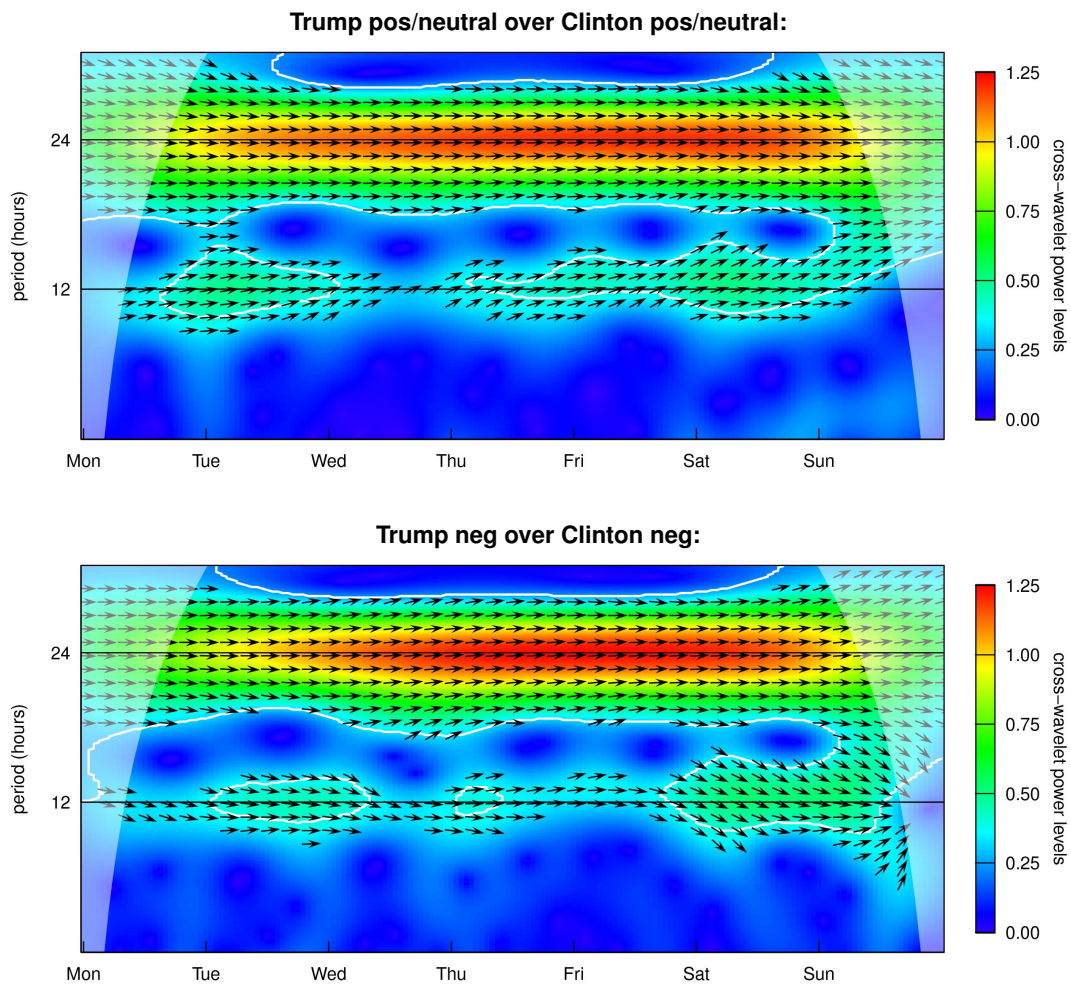 Trump pos/neutral over Clinton pos/neutral:
1.25
1.00
0.75
0.50
0.25
0.00
cross−wavelet power levels
24
12
period (hours)
Mon Tue Wed Thu Fri Sat Sun
Trump neg over Clinton neg:
1.25
1.00
0.75
0.50
0.25
0.00
cross−wavelet power levels
24
12
period (hours)
Mon Tue Wed Thu Fri Sat Sun